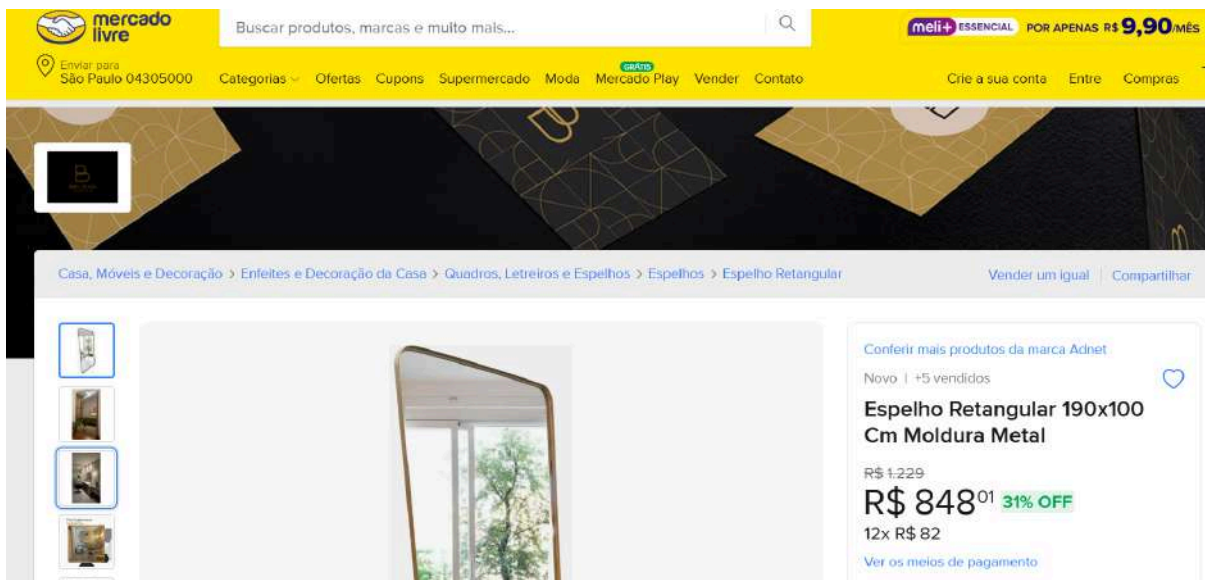 mercado
livre
Buscar produtos, marcas e muito mais...
meli+ ESSENCIAL POR APENAS R$ 9,90/MÊS
Enviar para
São Paulo 04305000
Categorias
Ofertas
Cupons
Supermercado
Moda
GRÁTIS
Mercado Play
Vender
Contato
Crie a sua conta
Entre
Compras
B
Casa, Móveis e Decoração > Enfeites e Decoração da Casa > Quadros, Letreiros e Espelhos > Espelhos > Espelho Retangular
Vender um igual | Compartilhar
Conferir mais produtos da marca Adnet
Novo | +5 vendidos
Espelho Retangular 190x100
Cm Moldura Metal
R$ 1.229
R$ 848 01 31% OFF
12x R$ 82
Ver os meios de pagamento